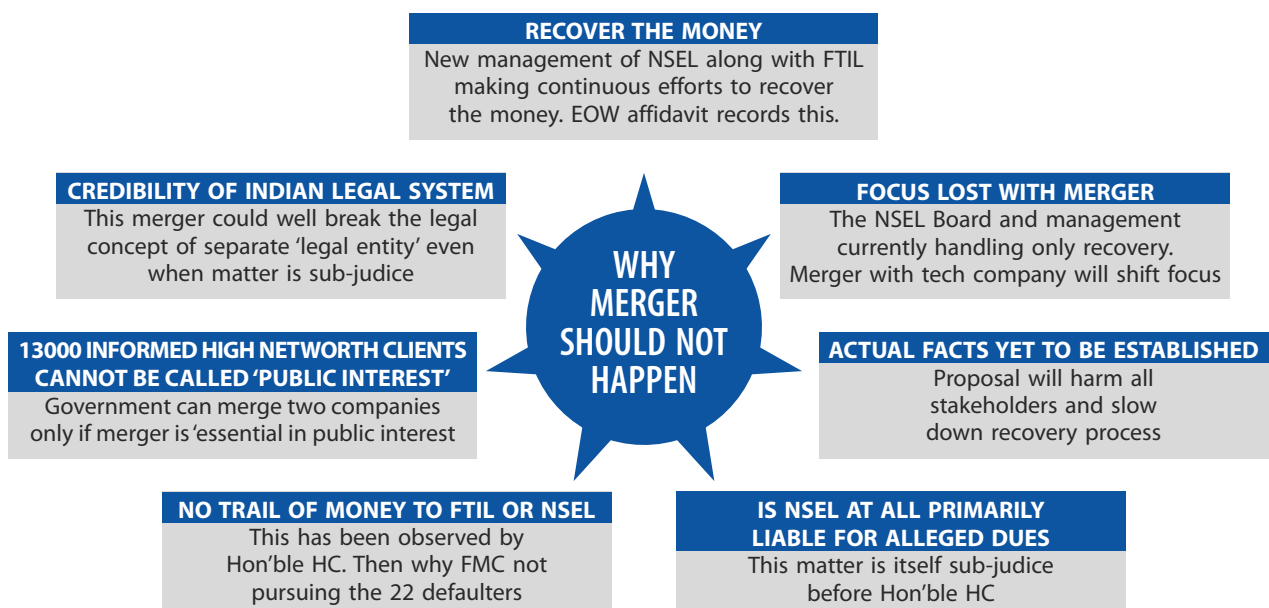 RECOVER THE MONEY
New management of NSEL along with FTIL
making continuous efforts to recover
the money. EOW affidavit records this.
CREDIBILITY OF INDIAN LEGAL SYSTEM
This merger could well break the legal
concept of separate ‘legal entity’ even
when matter is sub-judice
FOCUS LOST WITH MERGER
The NSEL Board and management
currently handling only recovery.
Merger with tech company will shift focus
WHY
MERGER
SHOULD NOT
HAPPEN
13000 INFORMED HIGH NETWORTH CLIENTS
CANNOT BE CALLED ‘PUBLIC INTEREST’
Government can merge two companies
only if merger is ‘essential in public interest
ACTUAL FACTS YET TO BE ESTABLISHED
Proposal will harm all
stakeholders and slow
down recovery process
NO TRAIL OF MONEY TO FTIL OR NSEL
This has been observed by
Hon’ble HC. Then why FMC not
pursuing the 22 defaulters
IS NSEL AT ALL PRIMARILY
LIABLE FOR ALLEGED DUES
This matter is itself sub-judice
before Hon’ble HC